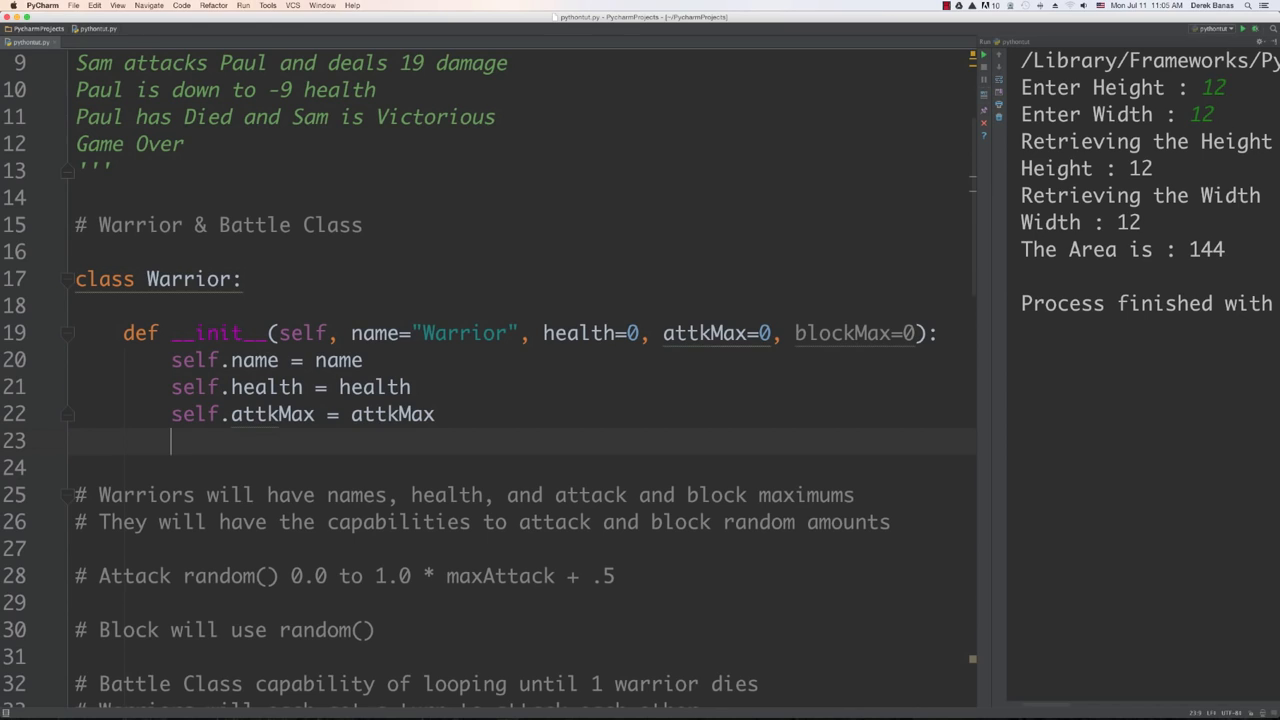 PyCharm File Edit View Navigate Code Refactor Run Tools VCS Window Help
10 Mon Jul 11 11:05 AM Derek Banas
pythontut.py - PycharmProjects - [~/PycharmProjects]
PycharmProjects pythontut.py
pythontut
pythontut.py
Run pythontut
9 Sam attacks Paul and deals 19 damage
10 Paul is down to -9 health
11 Paul has Died and Sam is Victorious
12 Game Over
13 '''
14
15 # Warrior & Battle Class
16
17 class Warrior:
18
19 def __init__(self, name="Warrior", health=0, attkMax=0, blockMax=0):
20 self.name = name
21 self.health = health
22 self.attkMax = attkMax
23
24
25 # Warriors will have names, health, and attack and block maximums
26 # They will have the capabilities to attack and block random amounts
27
28 # Attack random() 0.0 to 1.0 * maxAttack + .5
29
30 # Block will use random()
31
32 # Battle Class capability of looping until 1 warrior dies
/Library/Frameworks/Py
Enter Height : 12
Enter Width : 12
Retrieving the Height
Height : 12
Retrieving the Width
Width : 12
The Area is : 144
Process finished with
23:9 LF÷ UTF-8÷